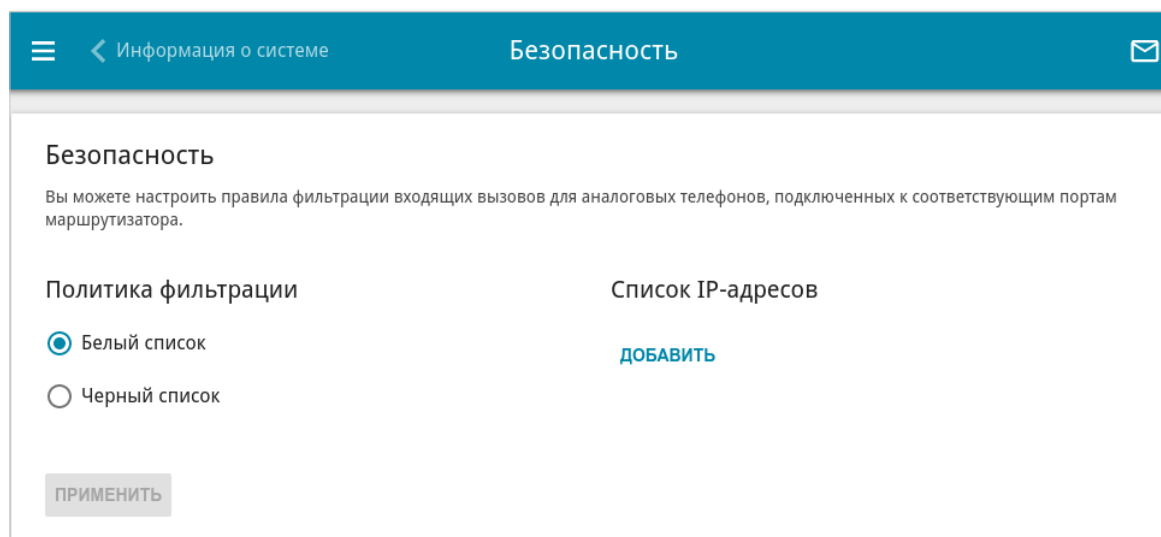 Информация о системе
Безопасность
Безопасность
Вы можете настроить правила фильтрации входящих вызовов для аналоговых телефонов, подключенных к соответствующим портам
маршрутизатора.
Политика фильтрации
Белый список
Черный список
ПРИМЕНИТЬ
Список IP-адресов
ДОБАВИТЬ